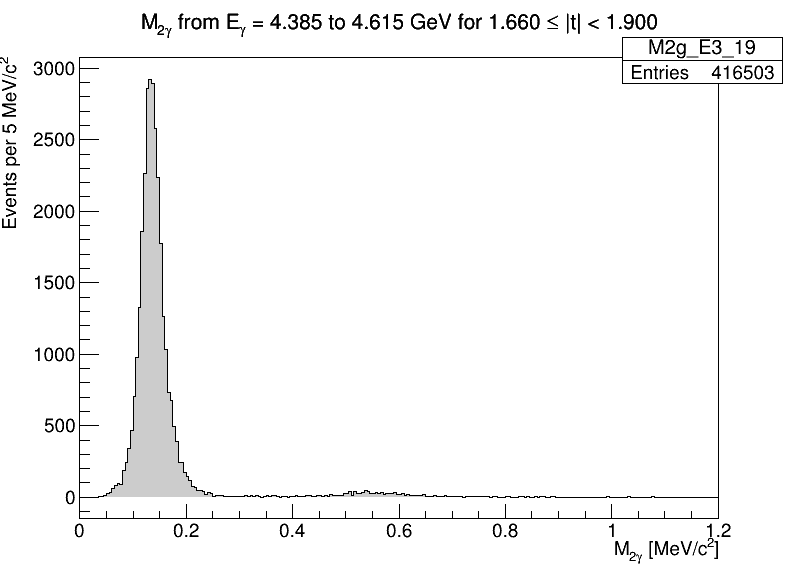 M2γ from Eγ = 4.385 to 4.615 GeV for 1.660 ≤ |t| < 1.900
M2g_E3_19
Entries 416503
Events per 5 MeV/c²
3000
2500
2000
1500
1000
500
0
0 0.2 0.4 0.6 0.8 1 1.2
M2γ [MeV/c²]